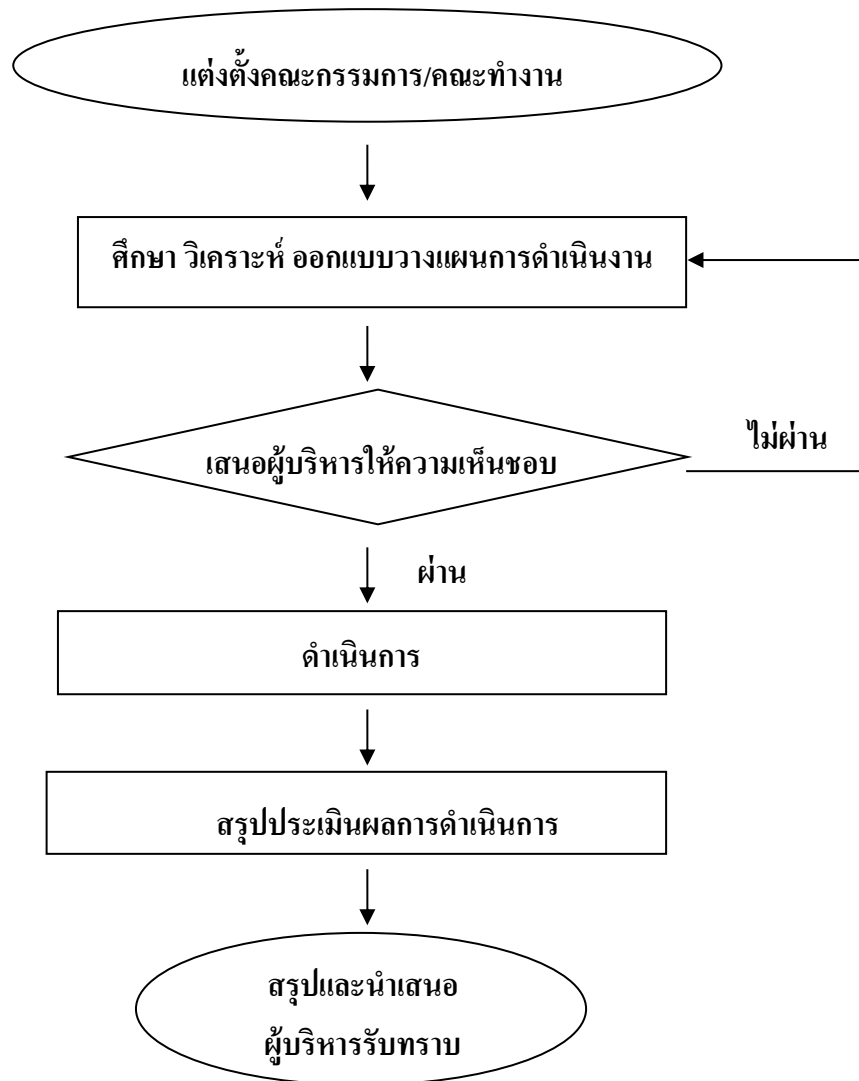 แต่งตั้งคณะกรรมการ/คณะทำงาน
ศึกษา วิเคราะห์ ออกแบบวางแผนการดำเนินงาน
เสนอผู้บริหารให้ความเห็นชอบ
ไม่ผ่าน
ผ่าน
ดำเนินการ
สรุปประเมินผลการดำเนินการ
สรุปและนำเสนอ
ผู้บริหารรับทราบ